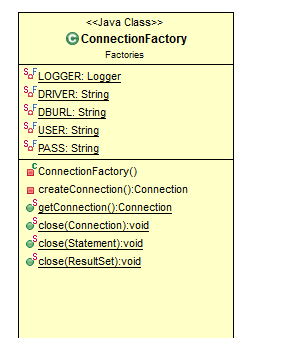 <<Java Class>>
ConnectionFactory
Factories
LOGGER: Logger
DRIVER: String
DBURL: String
USER: String
PASS: String
ConnectionFactory()
createConnection():Connection
getConnection():Connection
close(Connection):void
close(Statement):void
close(ResultSet):void